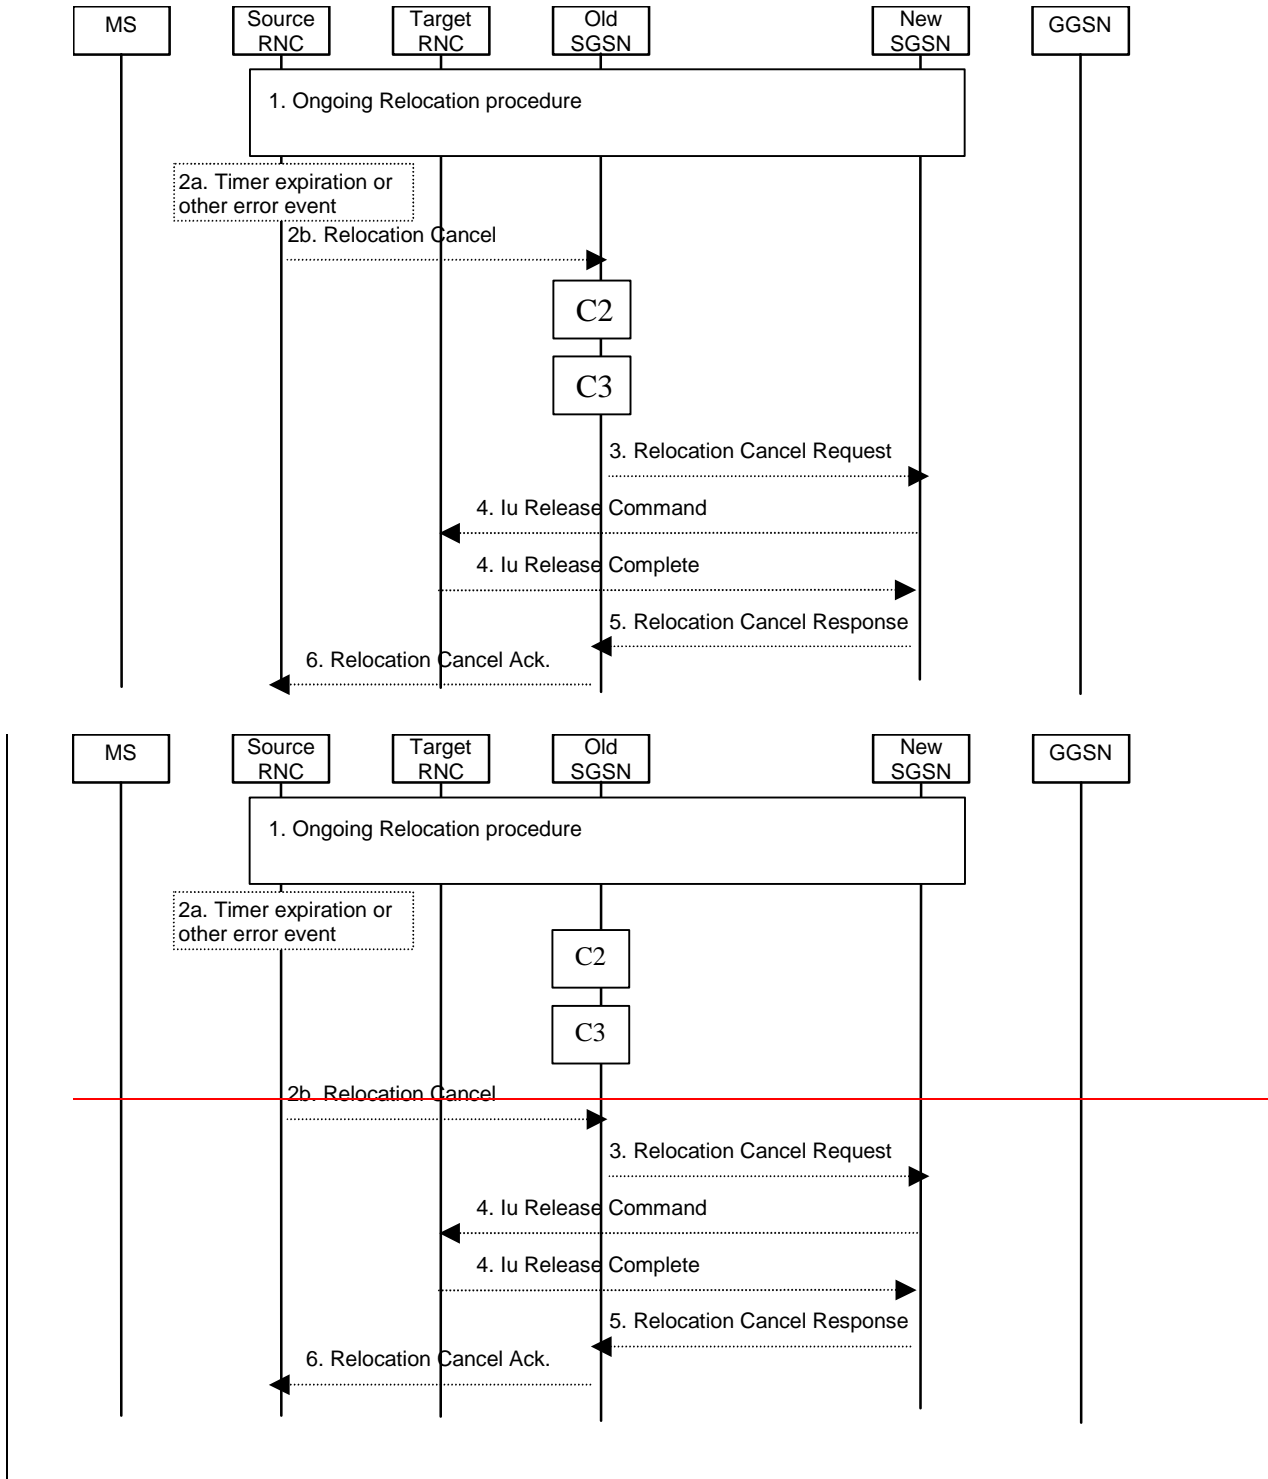 MS
Source
RNC
Target
RNC
Old
SGSN
New
SGSN
GGSN
1. Ongoing Relocation procedure
2a. Timer expiration or
other error event
2b. Relocation Cancel
C2
C3
3. Relocation Cancel Request
4. Iu Release Command
4. Iu Release Complete
5. Relocation Cancel Response
6. Relocation Cancel Ack.
MS
Source
RNC
Target
RNC
Old
SGSN
New
SGSN
GGSN
1. Ongoing Relocation procedure
2a. Timer expiration or
other error event
C2
C3
2b. Relocation Cancel
3. Relocation Cancel Request
4. Iu Release Command
4. Iu Release Complete
5. Relocation Cancel Response
6. Relocation Cancel Ack.